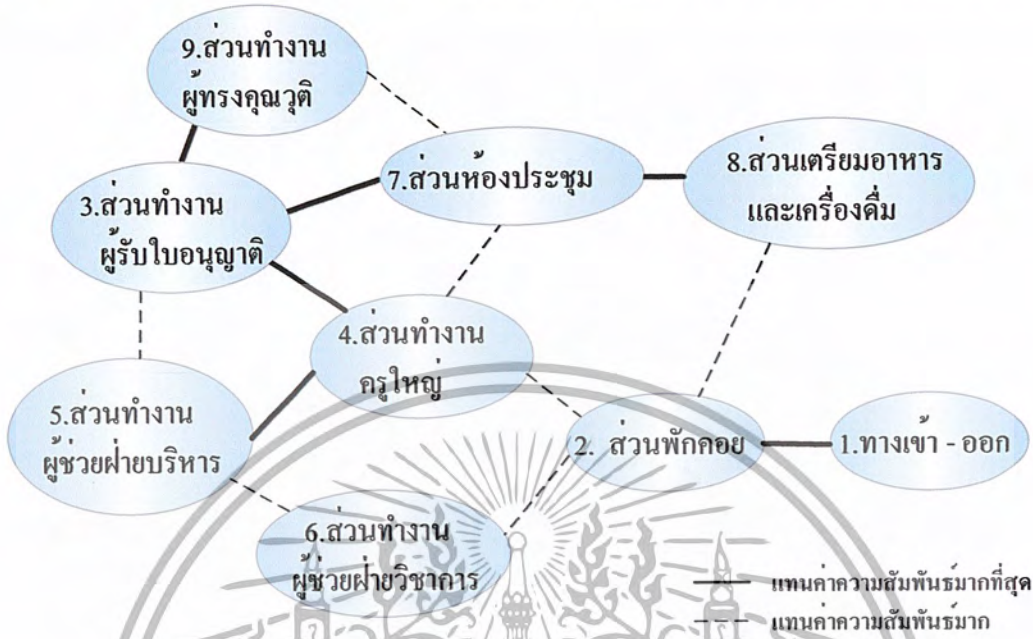 9.ส่วนทำงาน
ผู้ทรงคุณวุติ
7.ส่วนห้องประชุม
8.ส่วนเตรียมอาหาร
และเครื่องดื่ม
3.ส่วนทำงาน
ผู้รับใบอนุญาติ
4.ส่วนทำงาน
ครูใหญ่
5.ส่วนทำงาน
ผู้ช่วยฝ่ายบริหาร
2. ส่วนพักคอย
1.ทางเข้า - ออก
6.ส่วนทำงาน
ผู้ช่วยฝ่ายวิชาการ
แทนค่าความสัมพันธ์มากที่สุด
แทนค่าความสัมพันธ์มาก